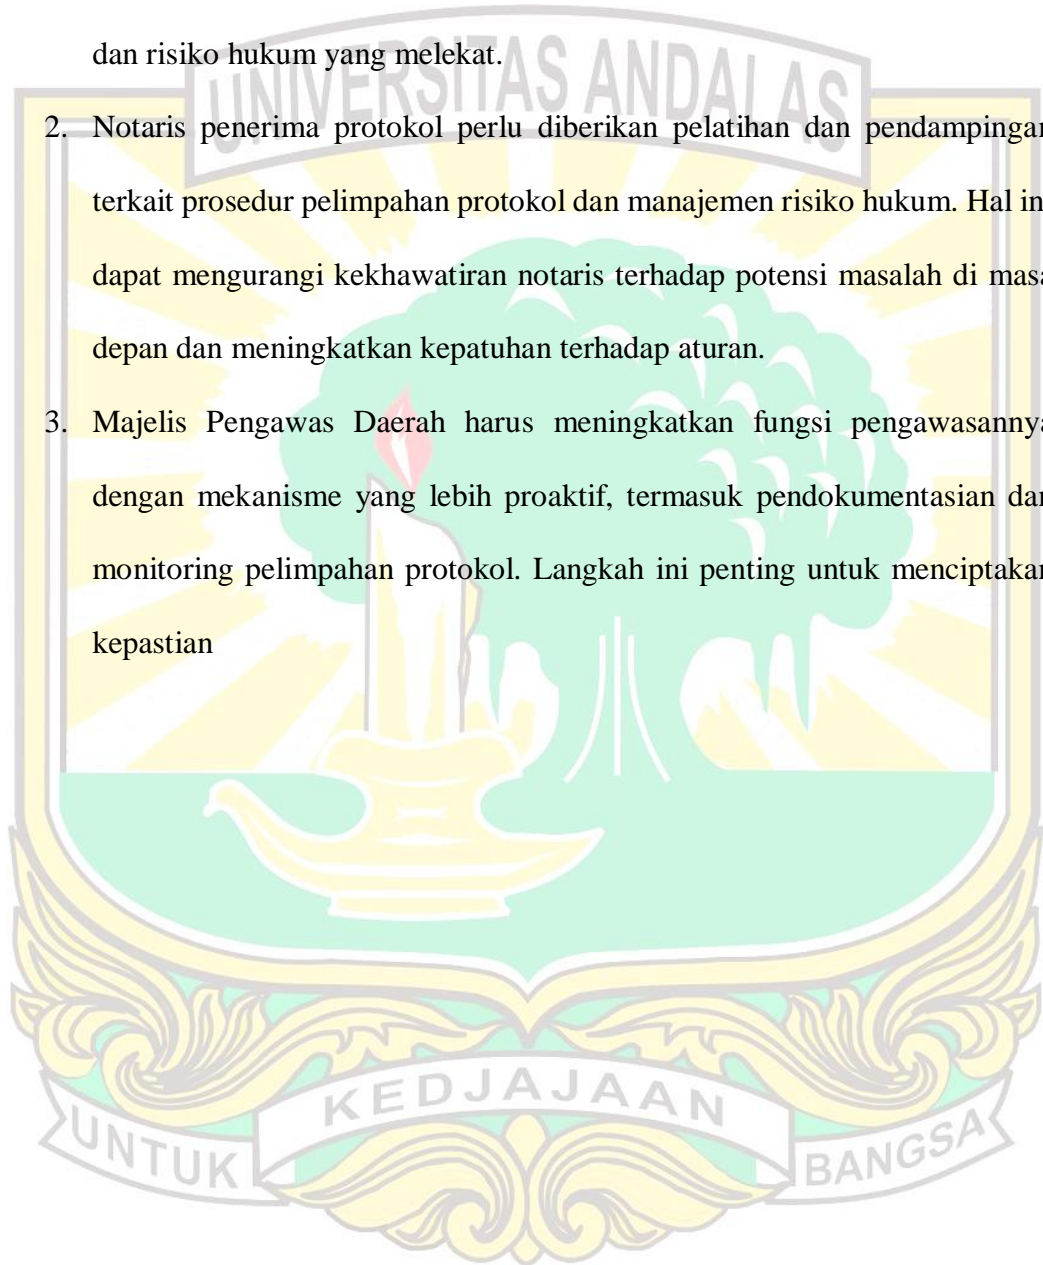 UNIVERSITAS ANDALAS
dan risiko hukum yang melekat.
2. Notaris penerima protokol perlu diberikan pelatihan dan pendampingan
terkait prosedur pelimpahan protokol dan manajemen risiko hukum. Hal ini
dapat mengurangi kekhawatiran notaris terhadap potensi masalah di masa
depan dan meningkatkan kepatuhan terhadap aturan.
3. Majelis Pengawas Daerah harus meningkatkan fungsi pengawasannya
dengan mekanisme yang lebih proaktif, termasuk pendokumentasian dan
monitoring pelimpahan protokol. Langkah ini penting untuk menciptakan
kepastian
UNTUK KEDJAJAAN BANGSA